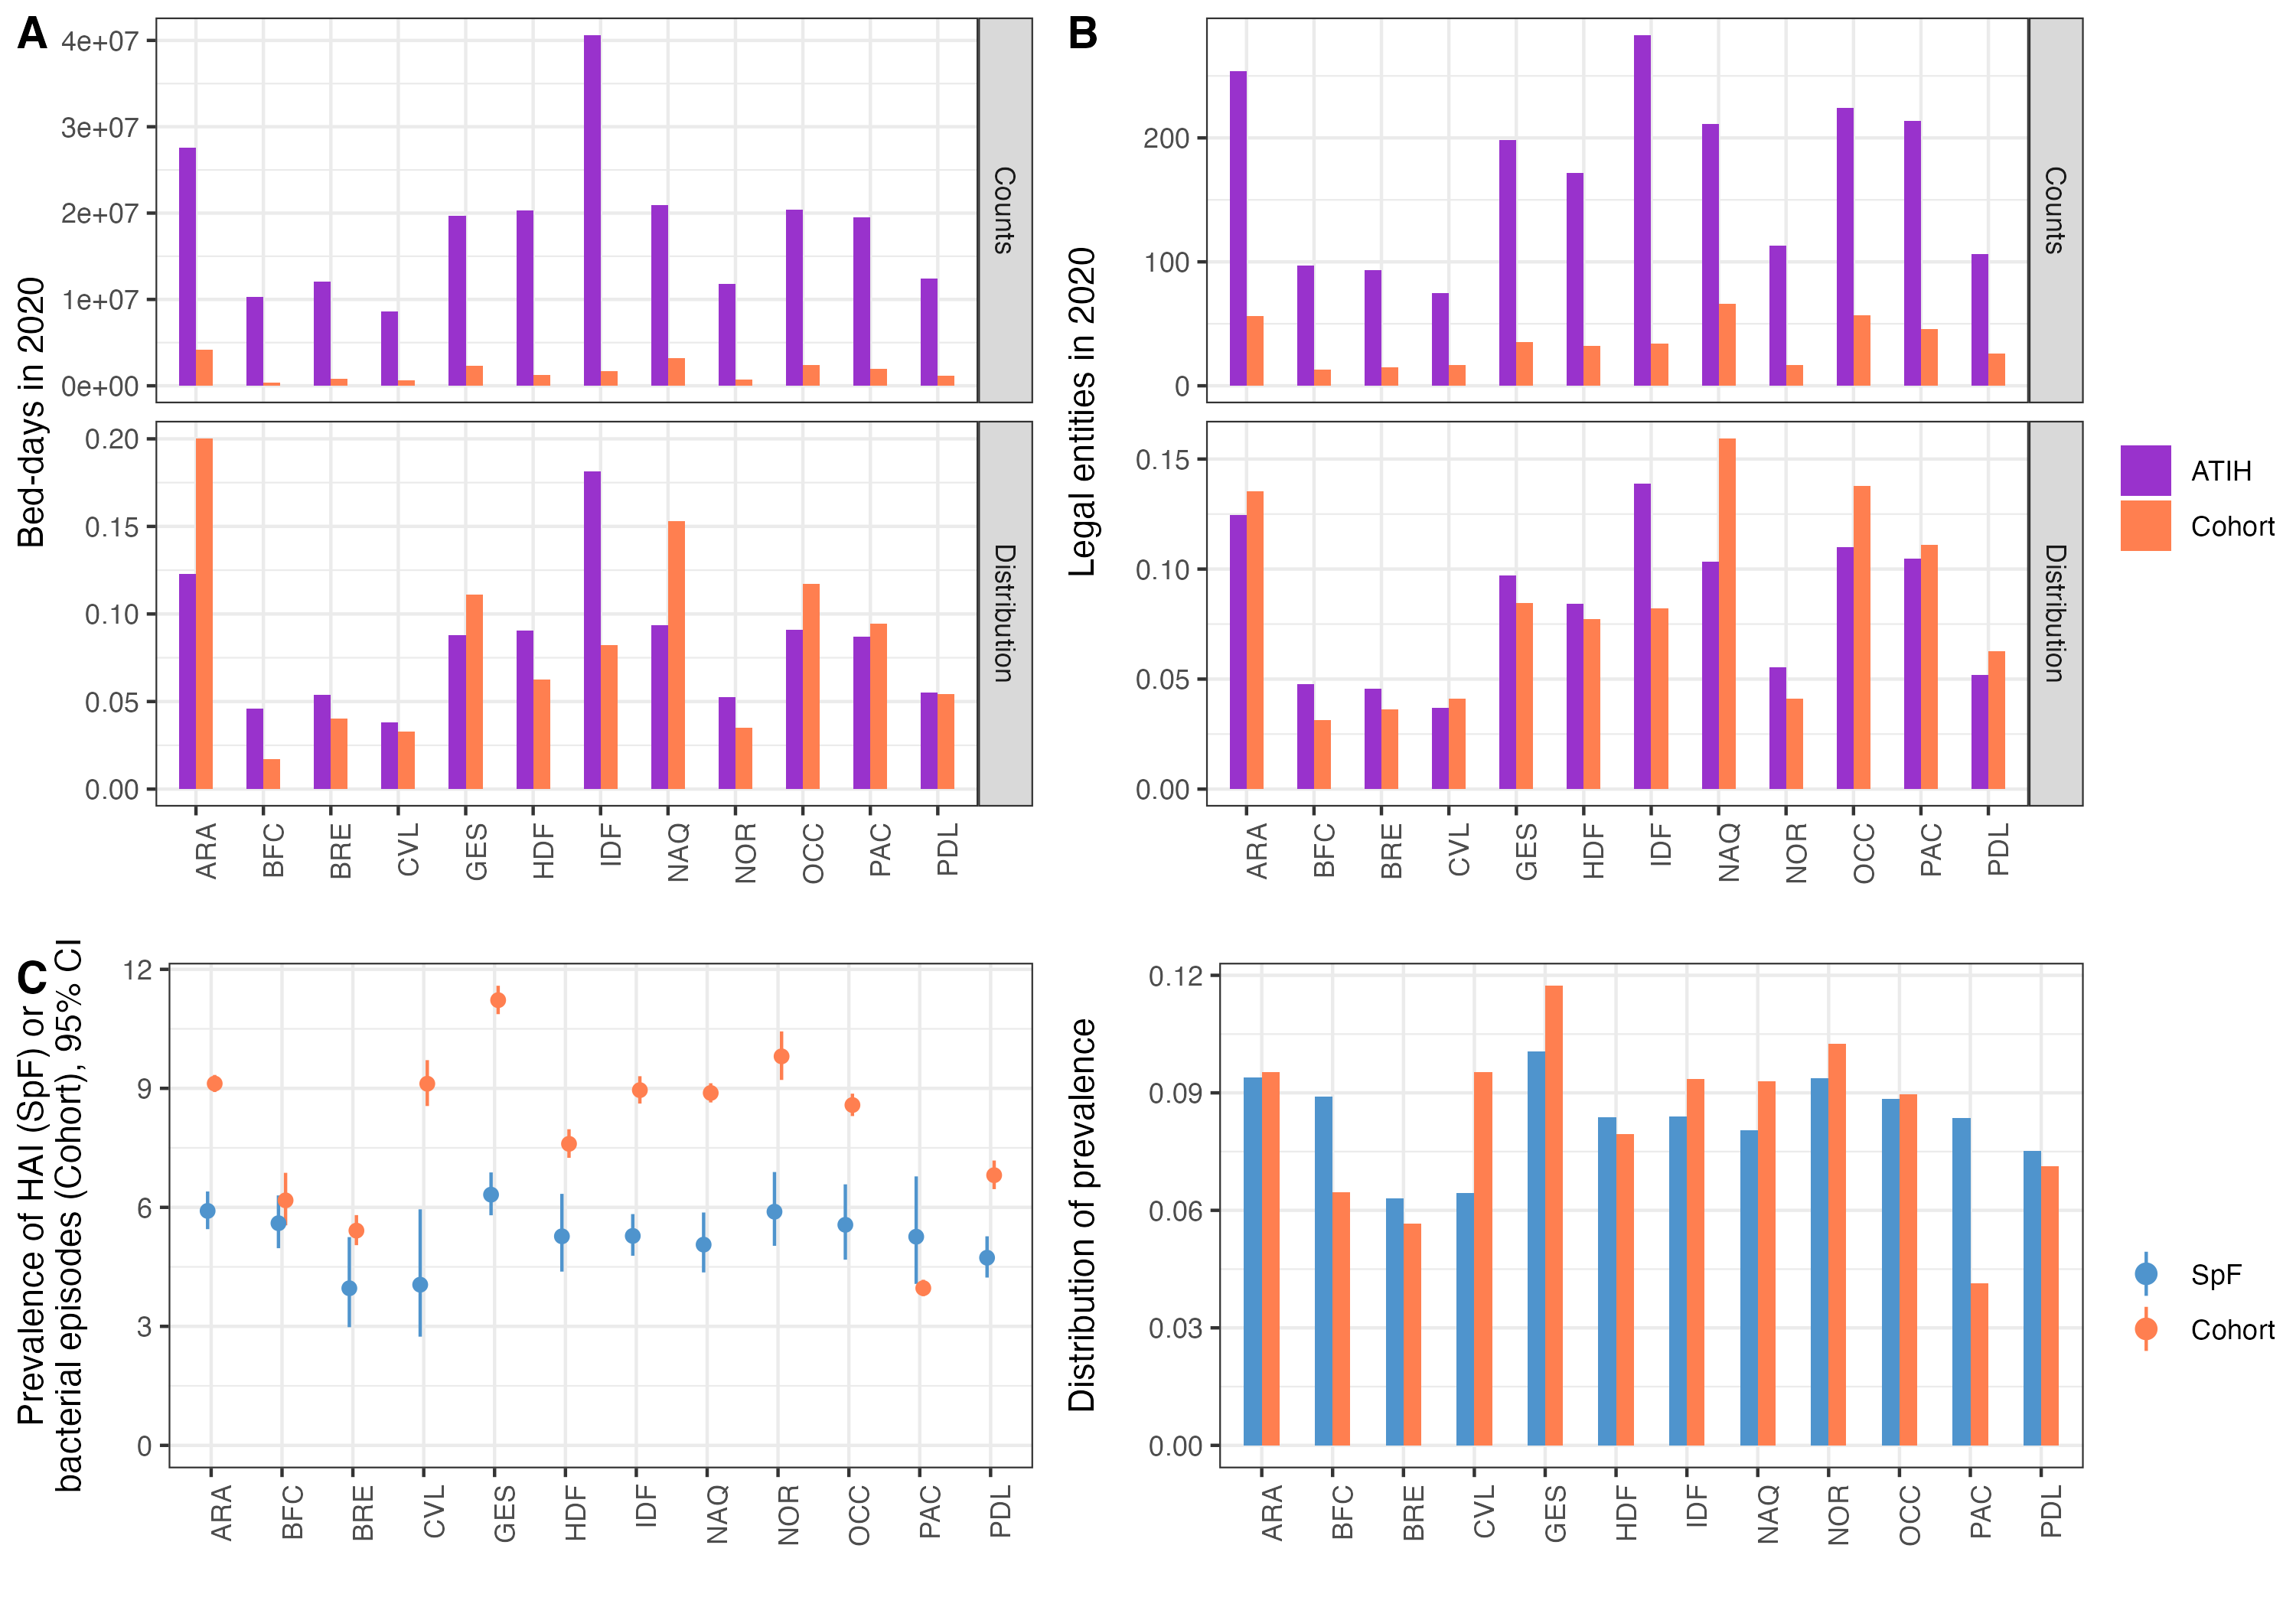 A
4e+07
3e+07
2e+07
1e+07
0e+00
Counts
0.20
0.15
0.10
0.05
0.00
Distribution
Bed-days in 2020
ARA
BFC
BRE
CVL
GES
HDF
IDF
NAQ
NOR
OCC
PAC
PDL
B
200
100
0
Counts
0.15
0.10
0.05
0.00
Distribution
Legal entities in 2020
ARA
BFC
BRE
CVL
GES
HDF
IDF
NAQ
NOR
OCC
PAC
PDL
ATIH
Cohort
C
Prevalence of HAI (SpF) or
bacterial episodes (Cohort), 95% CI
12
9
6
3
0
ARA
BFC
BRE
CVL
GES
HDF
IDF
NAQ
NOR
OCC
PAC
PDL
Distribution of prevalence
0.12
0.09
0.06
0.03
0.00
ARA
BFC
BRE
CVL
GES
HDF
IDF
NAQ
NOR
OCC
PAC
PDL
SpF
Cohort